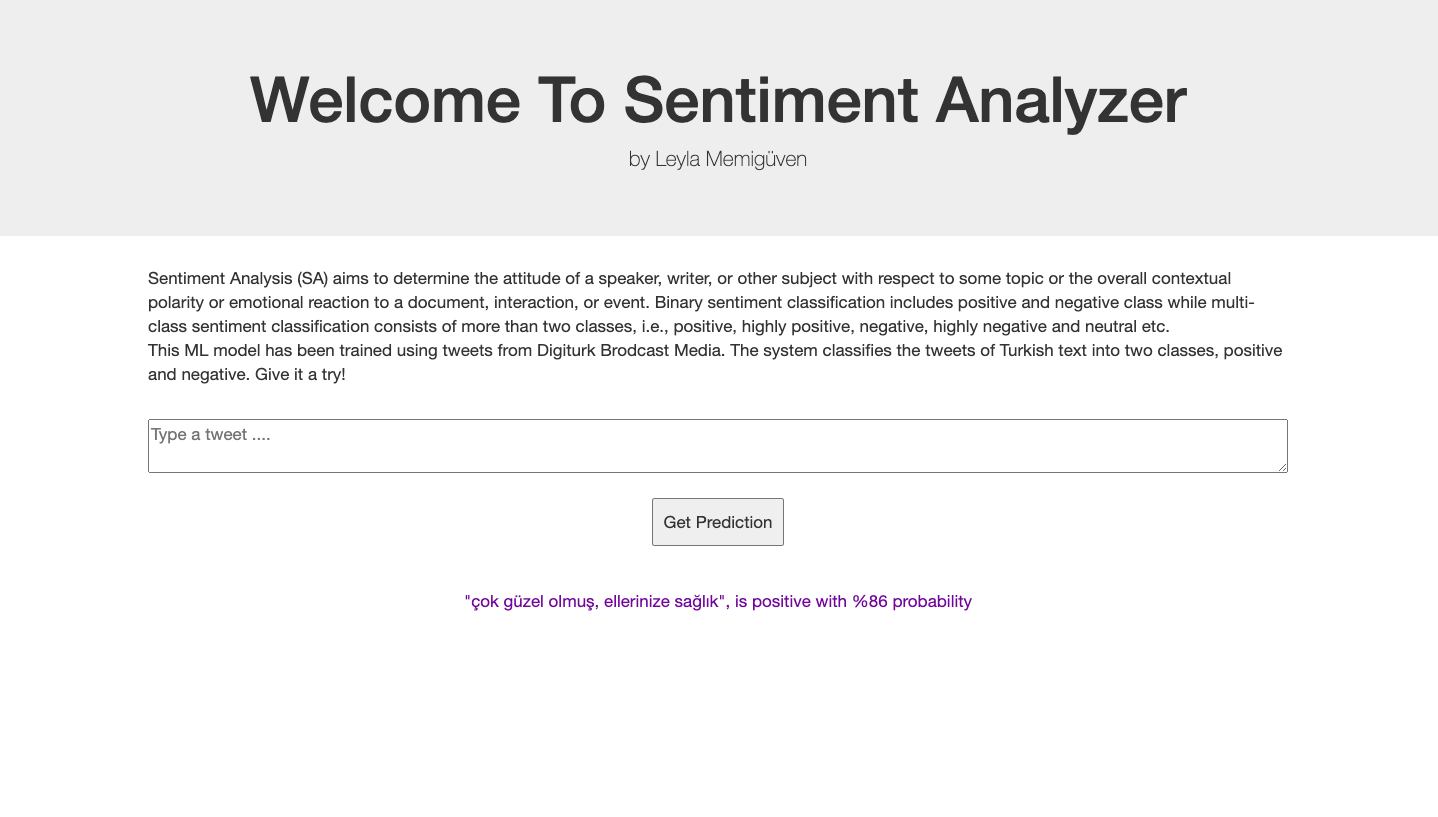 Welcome To Sentiment Analyzer
by Leyla Memigüven
Sentiment Analysis (SA) aims to determine the attitude of a speaker, writer, or other subject with respect to some topic or the overall contextual
polarity or emotional reaction to a document, interaction, or event. Binary sentiment classification includes positive and negative class while multi-
class sentiment classification consists of more than two classes, i.e., positive, highly positive, negative, highly negative and neutral etc.
This ML model has been trained using tweets from Digiturk Brodcast Media. The system classifies the tweets of Turkish text into two classes, positive
and negative. Give it a try!
Type a tweet ....
Get Prediction
"çok güzel olmuş, ellerinize sağlık", is positive with %86 probability